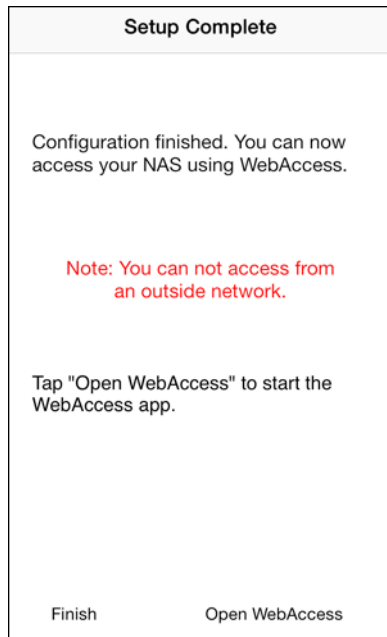 Setup Complete
Configuration finished. You can now
access your NAS using WebAccess.
Note: You can not access from
an outside network.
Tap "Open WebAccess" to start the
WebAccess app.
Finish
Open WebAccess